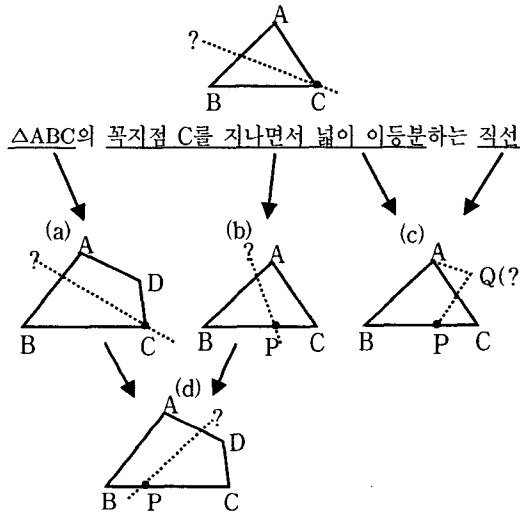 A
?
B C
△ABC의 꼭지점 C를 지나면서 넓이 이등분하는 직선
(a) (b) (c)
A ? A A
? D Q(?
B C B P C B P C
(d)
A ?
D
B P C